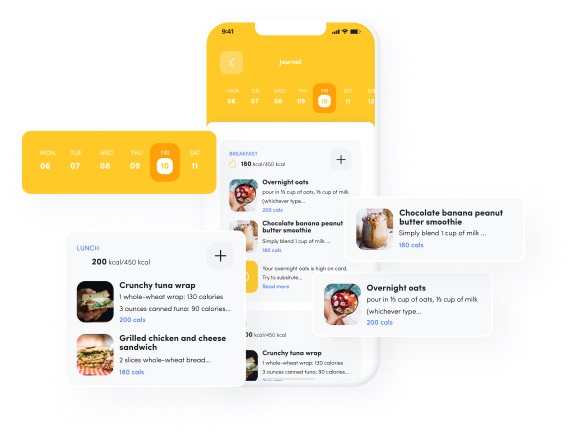 9:41
Journal
MON TUE WED THU FRI SAT
06 07 08 09 10 11 12
MON TUE WED THU FRI SAT
06 07 08 09 10 11
BREAKFAST
180 kcal/450 kcal
Overnight oats
pour in ⅓ cup of oats, ⅓ cup of milk
(whichever type...
200 cals
Chocolate banana peanut
butter smoothie
Simply blend 1 cup of milk ...
180 cals
Your overnight oats is high on card.
Try to subsitute...
Read more
Chocolate banana peanut
butter smoothie
Simply blend 1 cup of milk ...
180 cals
LUNCH
200 kcal/450 kcal
Crunchy tuna wrap
1 whole-wheat wrap: 130 calories
3 ounces canned tuna: 90 calories...
200 cals
Grilled chicken and cheese
sandwich
2 slices whole-wheat bread...
180 cals
Overnight oats
pour in ⅓ cup of oats, ⅓ cup of milk
(whichever type...
200 cals
00 kcal/450 kcal
Crunchy tuna wrap
1 whole-wheat wrap: 130 calories
3 ounces canned tuna: 90 calories...